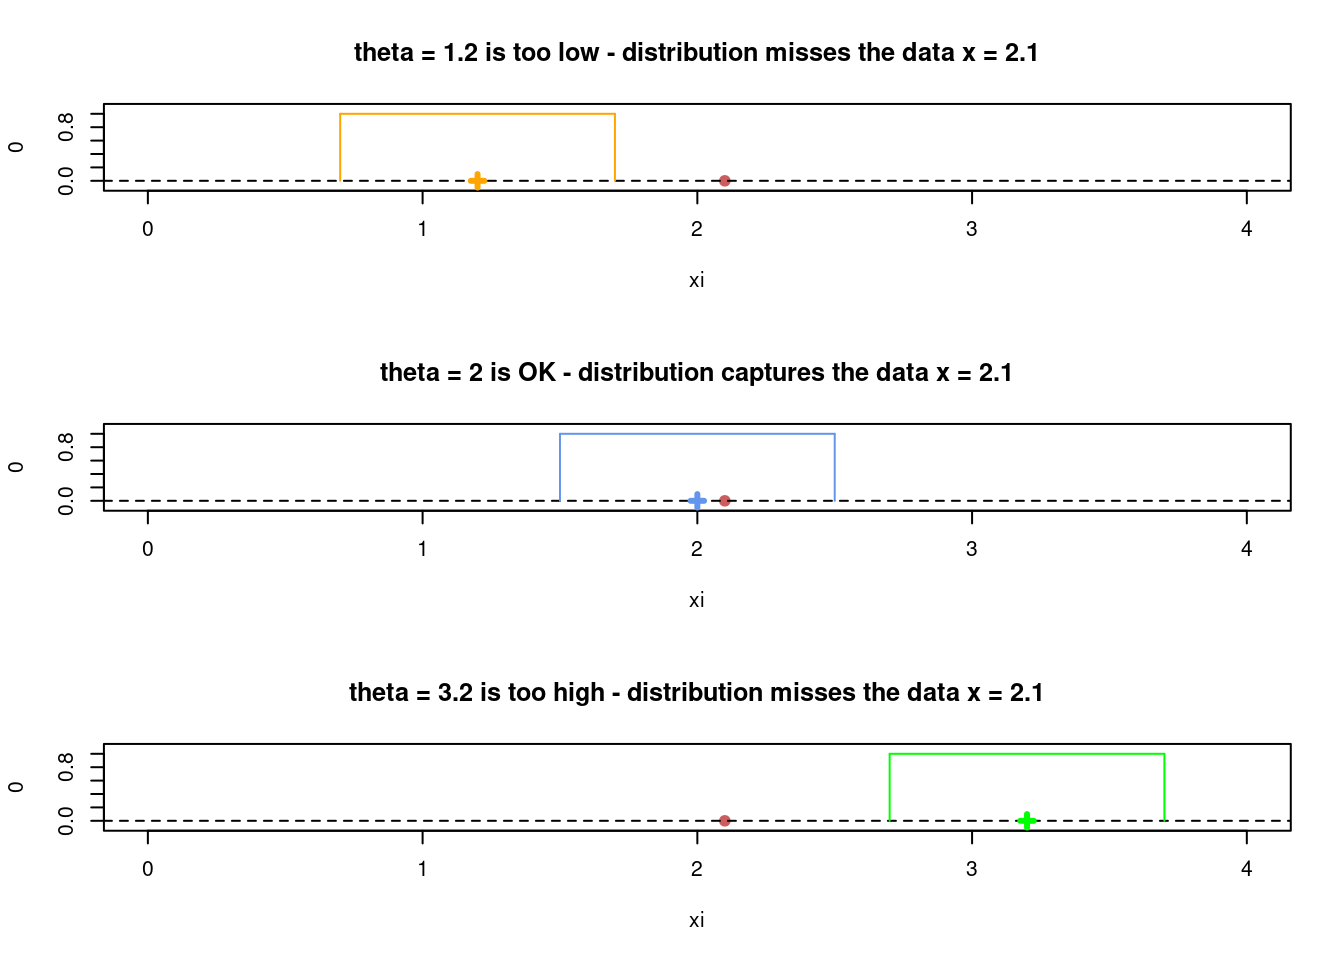 theta = 1.2 is too low - distribution misses the data x = 2.1
0
0.8
0.0
0 1 2 3 4
xi
theta = 2 is OK - distribution captures the data x = 2.1
0
0.8
0.0
0 1 2 3 4
xi
theta = 3.2 is too high - distribution misses the data x = 2.1
0
0.8
0.0
0 1 2 3 4
xi